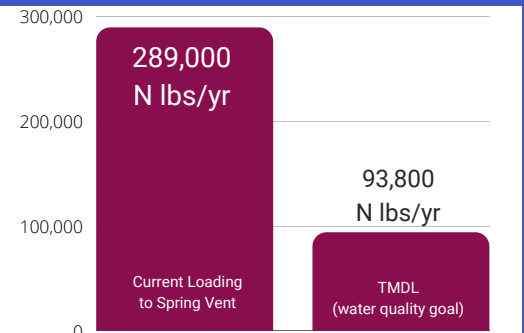 300,000
289,000
N lbs/yr
200,000
93,800
N lbs/yr
100,000
Current Loading
to Spring Vent
TMDL
(water quality goal)
0